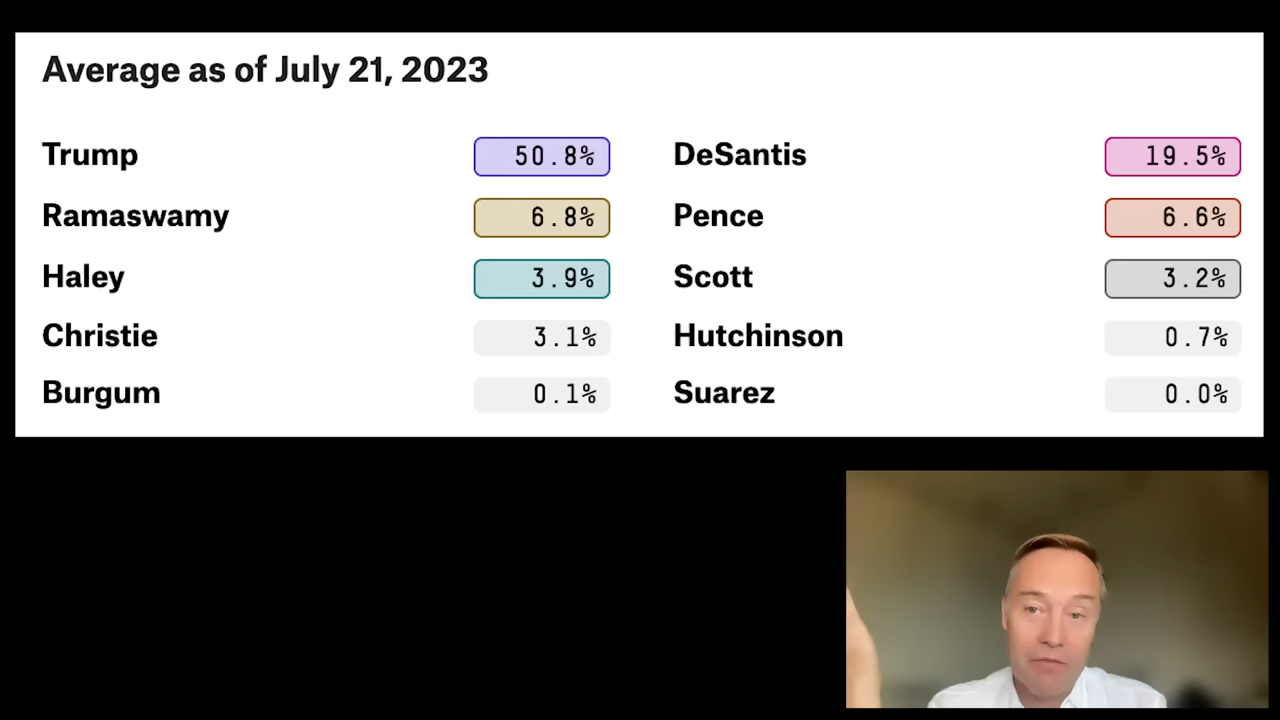 Average as of July 21, 2023
Trump 50.8% DeSantis 19.5%
Ramaswamy 6.8% Pence 6.6%
Haley 3.9% Scott 3.2%
Christie 3.1% Hutchinson 0.7%
Burgum 0.1% Suarez 0.0%